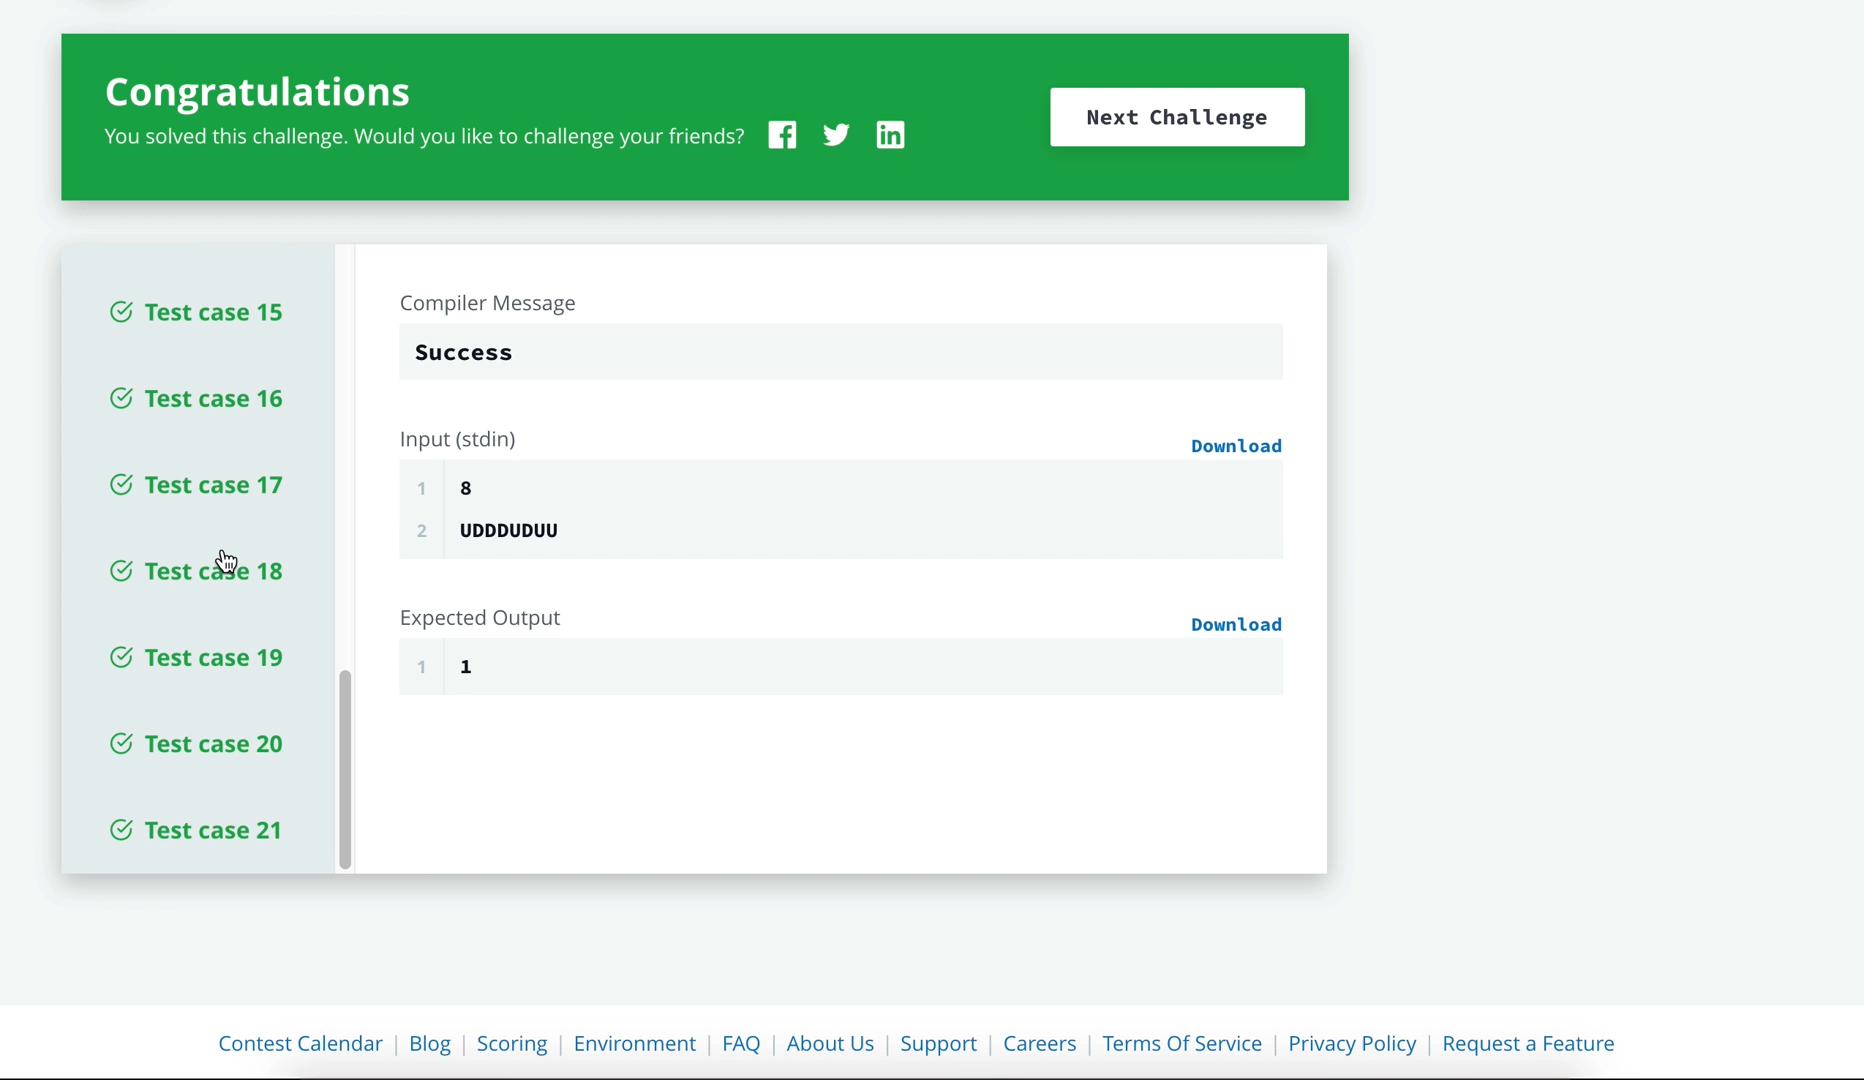 Congratulations
You solved this challenge. Would you like to challenge your friends?
Next Challenge
Test case 15
Test case 16
Test case 17
Test case 18
Test case 19
Test case 20
Test case 21
Compiler Message
Success
Input (stdin)
Download
1 8
2 UDDDUDUU
Expected Output
Download
1 1
Contest Calendar | Blog | Scoring | Environment | FAQ | About Us | Support | Careers | Terms Of Service | Privacy Policy | Request a Feature